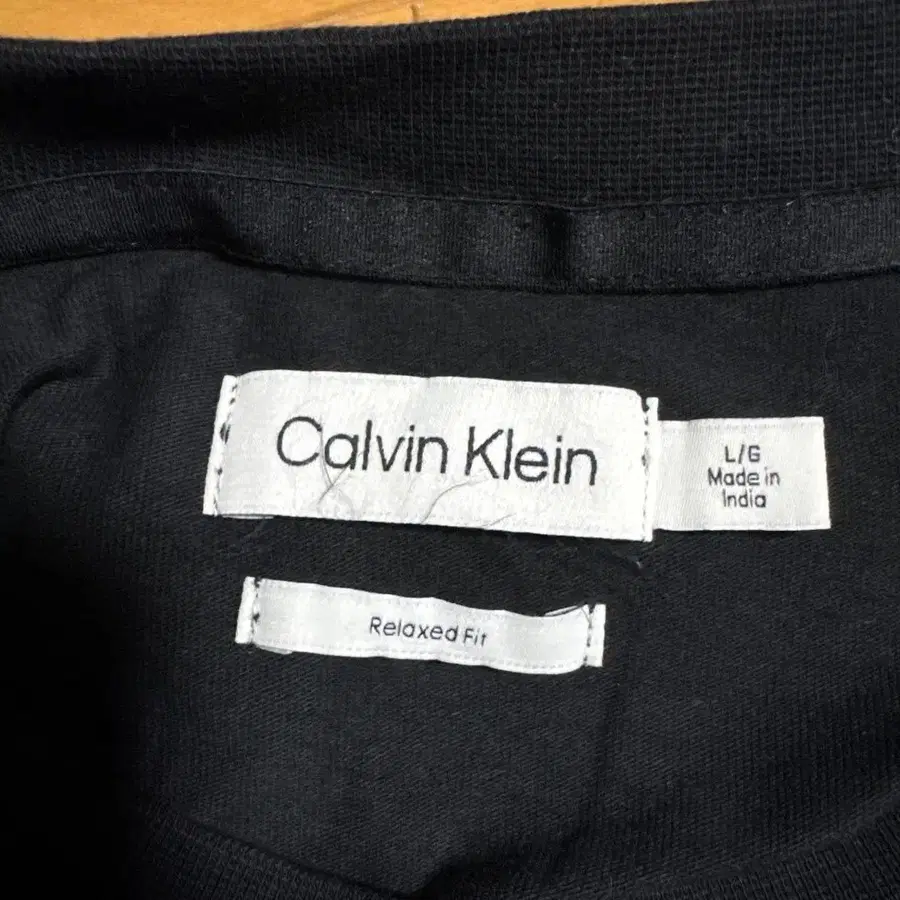 Calvin Klein
L/G
Made in
India
Relaxed Fit